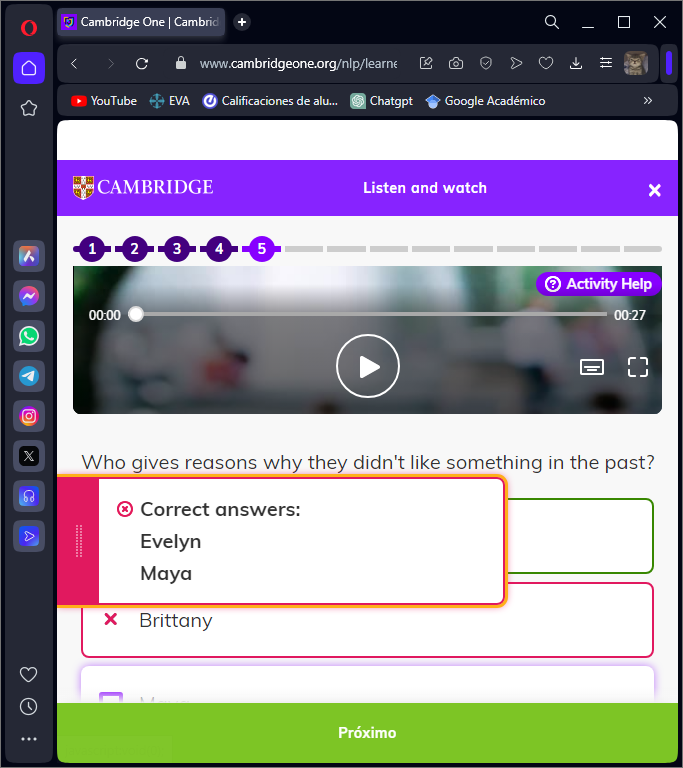 Cambridge One | Cambrid
www.cambridgeone.org/nlp/learne
YouTube
EVA
Calificaciones de alu...
Chatgpt
Google Académico
»
CAMBRIDGE
Listen and watch
1 2 3 4 5
Activity Help
00:00
00:27
Who gives reasons why they didn't like something in the past?
Correct answers:
Evelyn
Maya
Brittany
Maya
Próximo